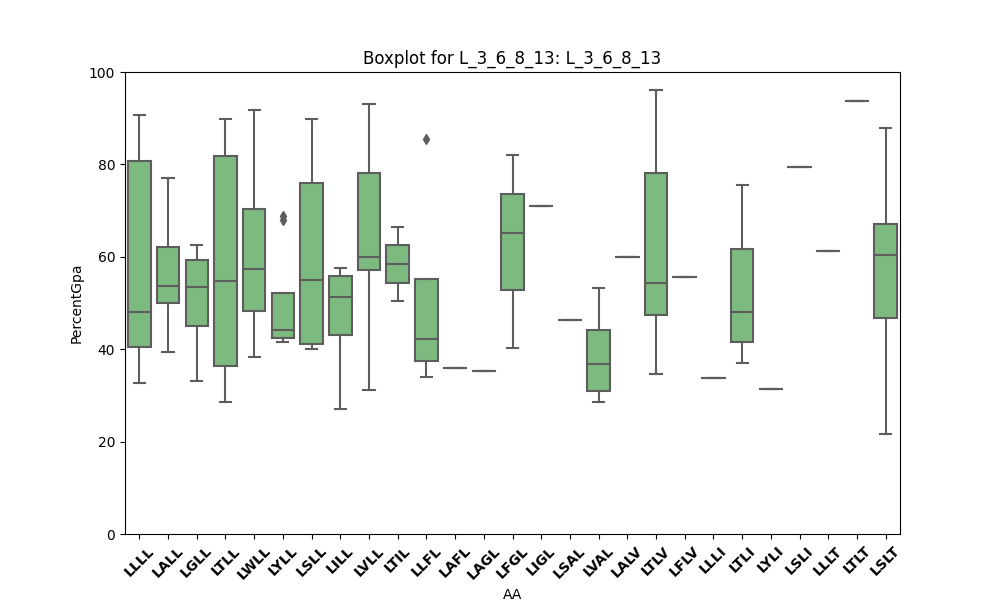 Boxplot for L_3_6_8_13: L_3_6_8_13
PercentGpa
100
80
60
40
20
0
LLLL LALL LGLL LTLL LWLL LYLL LSLL LILL LVLL LTIL LLFL LAFL LAGL LFGL LIGL LSAL LVAL LALV LTLV LFLV LLLI LTLI LYLI LSLI LLLT LTLT LSLT
AA